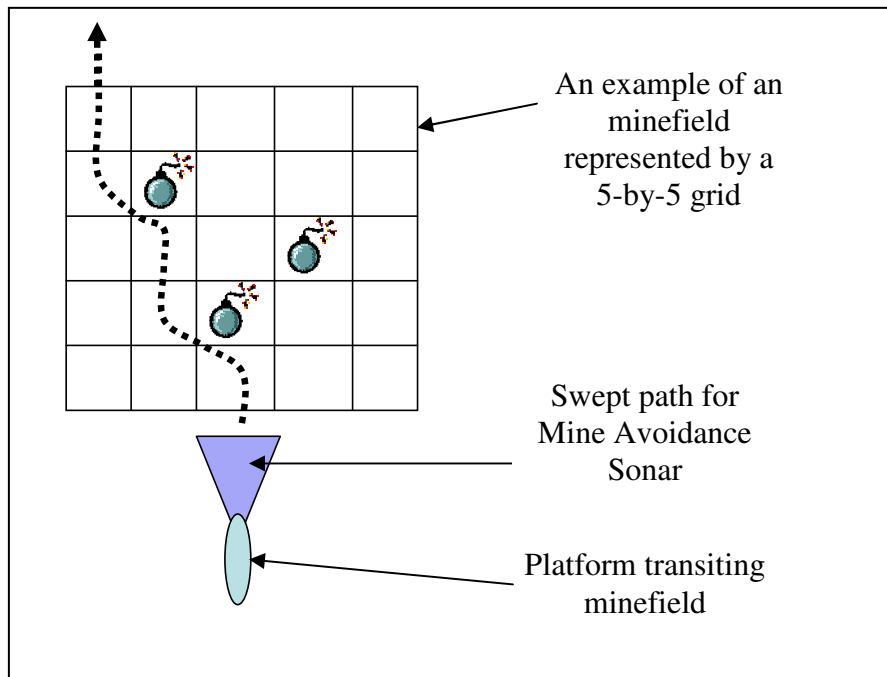 An example of an
minefield
represented by a
5-by-5 grid
Swept path for
Mine Avoidance
Sonar
Platform transiting
minefield